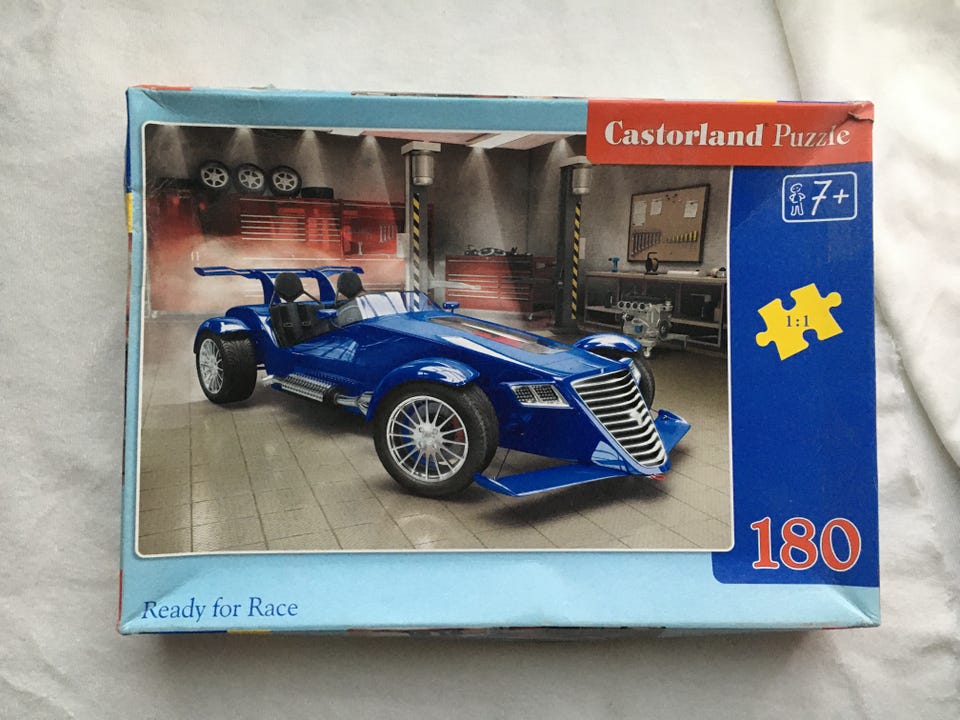 Castorland Puzzle
7+
1:1
180
Ready for Race